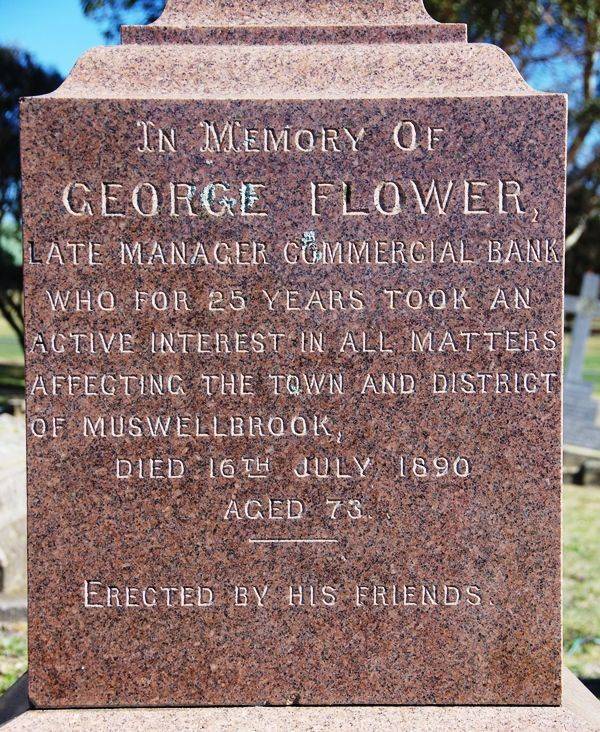 In Memory Of
GEORGE FLOWER,
LATE MANAGER COMMERCIAL BANK
WHO FOR 25 YEARS TOOK AN
ACTIVE INTEREST IN ALL MATTERS
AFFECTING THE TOWN AND DISTRICT
OF MUSWELLBROOK,
DIED 16TH JULY 1890
AGED 73.
ERECTED BY HIS FRIENDS.